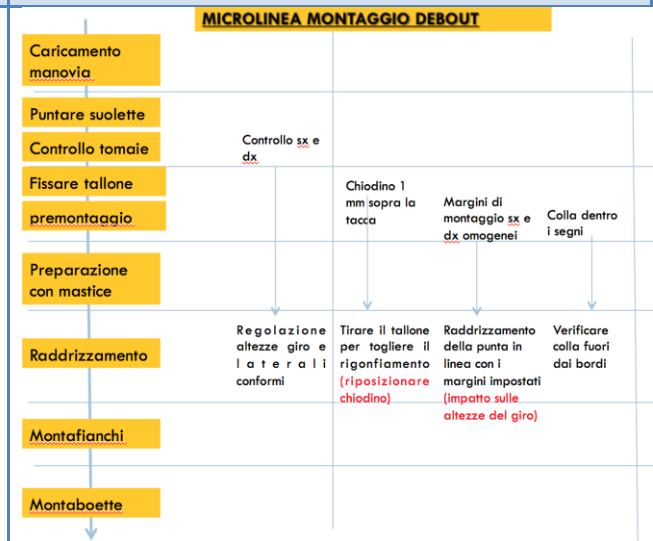 MICROLINEA MONTAGGIO DEBOUT
Caricamento
manovia
Puntare suolette
Controllo tomaie
Fissare tallone
premontaggio
Preparazione
con mastice
Raddrizzamento
Montafianchi
Montaboette
Controllo sx e
dx
Chiodino 1
mm sopra la
tacca
Margini di
montaggio sx e
dx omogenei
Colla dentro
i segni
Regolazione
altezze giro e
laterali
conformi
Tirare il tallone
per togliere il
rigonfiamento
(riposizionare
chiodino)
Raddrizzamento
della punta in
linea con i
margini impostati
(impatto sulle
altezze del giro)
Verificare
colla fuori
dai bordi